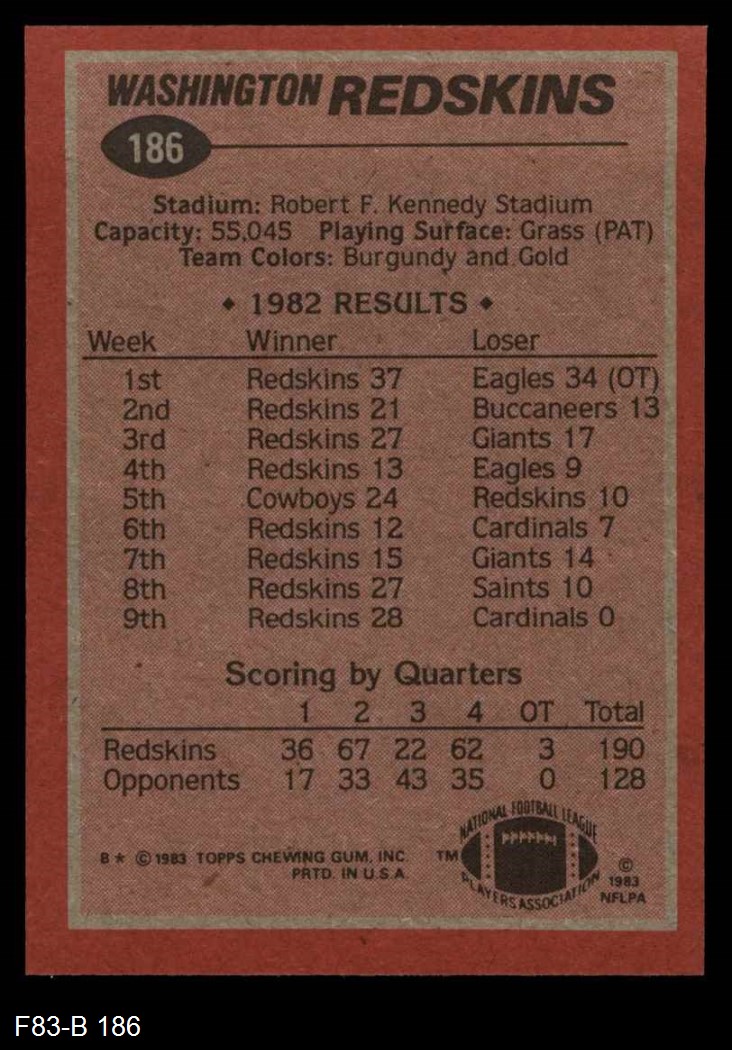 WASHINGTON REDSKINS
186
Stadium: Robert F. Kennedy Stadium
Capacity: 55,045 Playing Surface: Grass (PAT)
Team Colors: Burgundy and Gold
◆ 1982 RESULTS ◆
Week Winner Loser
1st Redskins 37 Eagles 34 (OT)
2nd Redskins 21 Buccaneers 13
3rd Redskins 27 Giants 17
4th Redskins 13 Eagles 9
5th Cowboys 24 Redskins 10
6th Redskins 12 Cardinals 7
7th Redskins 15 Giants 14
8th Redskins 27 Saints 10
9th Redskins 28 Cardinals 0
Scoring by Quarters
1 2 3 4 OT Total
Redskins 36 67 22 62 3 190
Opponents 17 33 43 35 0 128
NATIONAL FOOTBALL LEAGUE
PLAYERS ASSOCIATION
B* © 1983 TOPPS CHEWING GUM, INC. TM
PRTD. IN U.S.A.
©
1983
NFLPA
F83-B 186